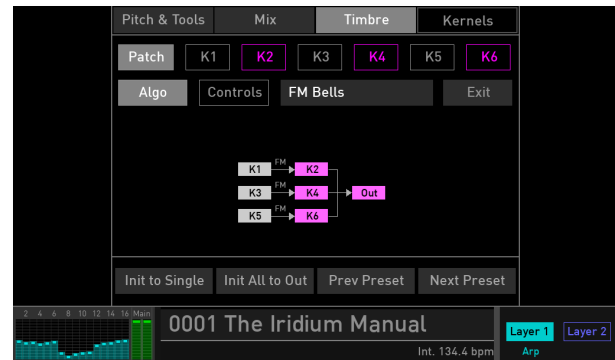 Pitch & Tools Mix Timbre Kernels
Patch K1 K2 K3 K4 K5 K6
Algo Controls FM Bells Exit
K1 FM K2
K3 FM K4 Out
K5 FM K6
Init to Single Init All to Out Prev Preset Next Preset
2 4 6 8 10 12 14 16 Main
0001 The Iridium Manual
Layer 1 Layer 2
Int. 134.4 bpm Arp